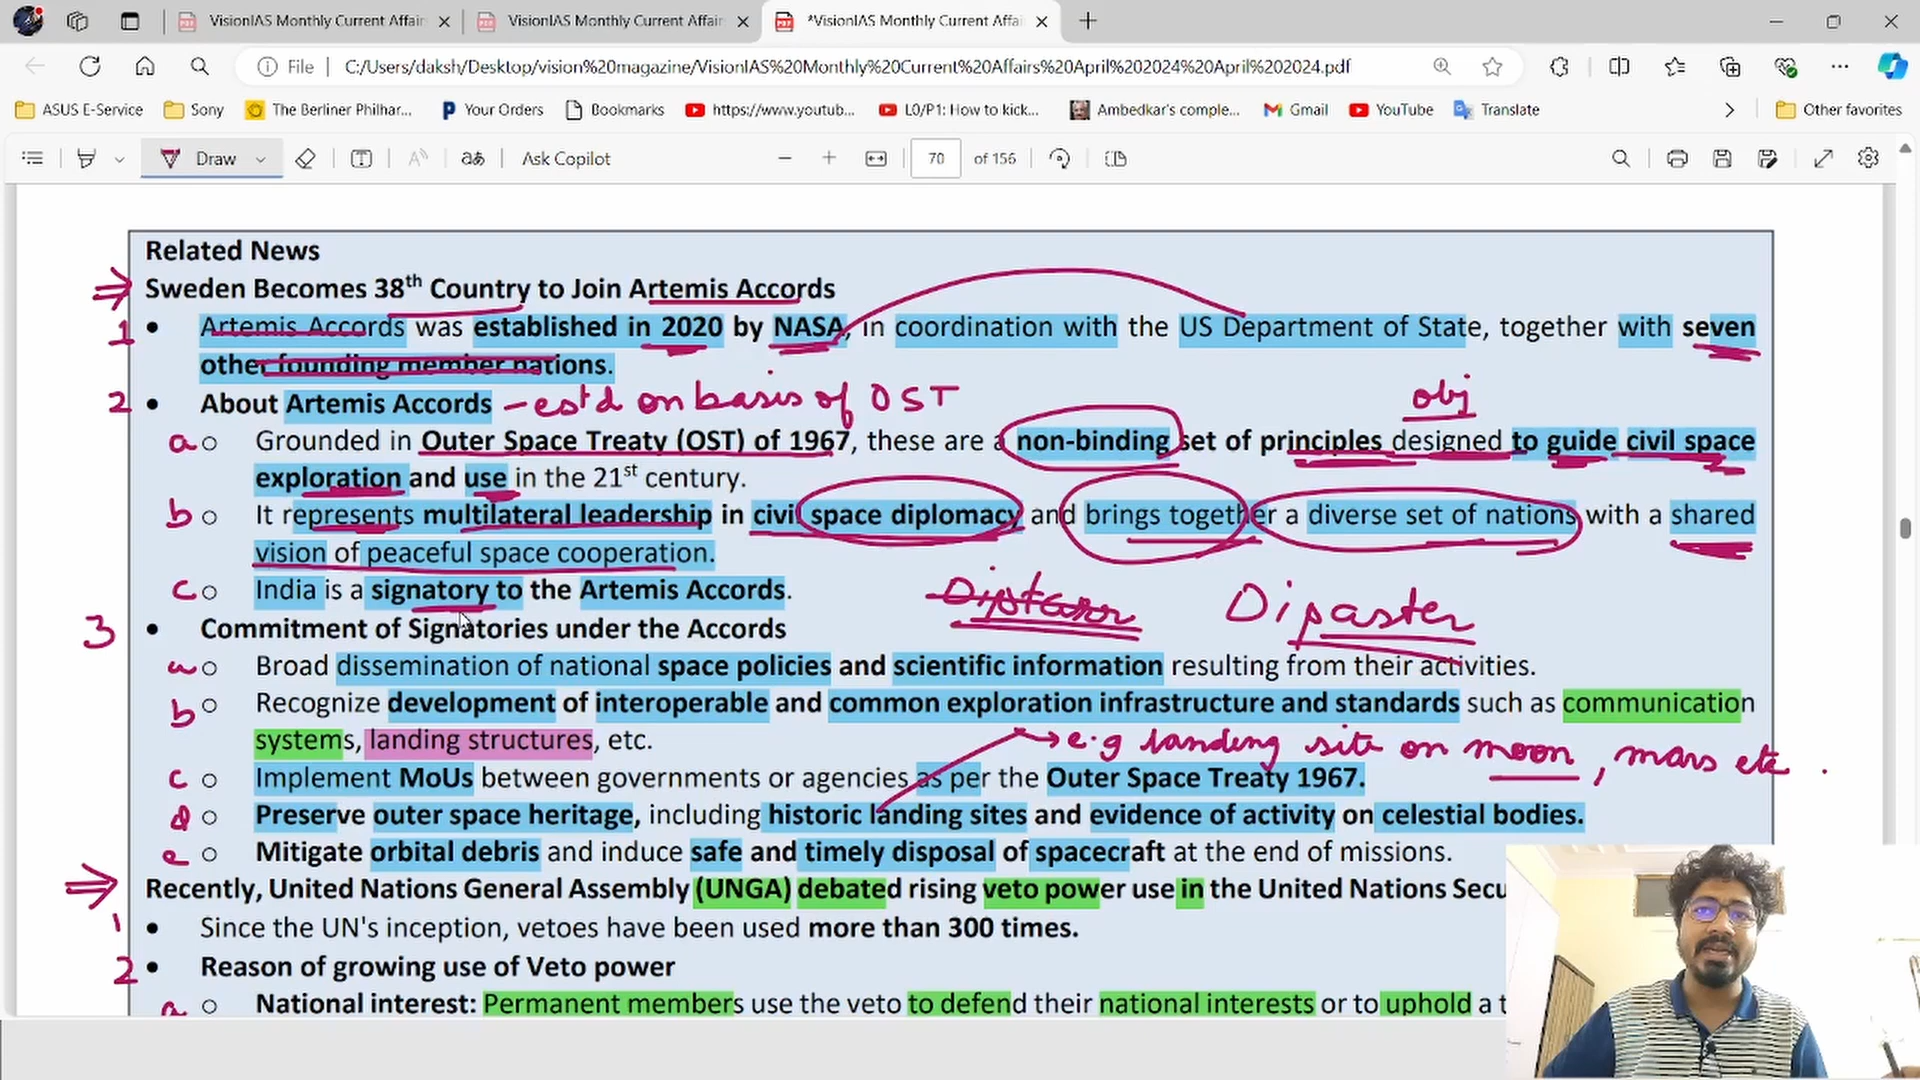 VisionIAS Monthly Current Affair
VisionIAS Monthly Current Affair
*VisionIAS Monthly Current Affa
File | C:/Users/daksh/Desktop/vision%20magazine/VisionIAS%20Monthly%20Current%20Affairs%20April%202024%20April%202024.pdf
ASUS E-Service Sony The Berliner Philhar... Your Orders Bookmarks https://www.youtub... L0/P1: How to kick... Ambedkar's comple... Gmail YouTube Translate Other favorites
Draw Ask Copilot 70 of 156
Related News
Sweden Becomes 38th Country to Join Artemis Accords
1 • Artemis Accords was established in 2020 by NASA, in coordination with the US Department of State, together with seven
other founding member nations.
2 • About Artemis Accords – est'd on basis of OST
obj
a ○ Grounded in Outer Space Treaty (OST) of 1967, these are a non-binding set of principles designed to guide civil space
exploration and use in the 21st century.
b ○ It represents multilateral leadership in civil space diplomacy and brings together a diverse set of nations with a shared
vision of peaceful space cooperation.
c ○ India is a signatory to the Artemis Accords.
Dipaster
3 • Commitment of Signatories under the Accords
a ○ Broad dissemination of national space policies and scientific information resulting from their activities.
b ○ Recognize development of interoperable and common exploration infrastructure and standards such as communication
systems, landing structures, etc.
→ e.g landing site on moon, mars etc.
c ○ Implement MoUs between governments or agencies as per the Outer Space Treaty 1967.
d ○ Preserve outer space heritage, including historic landing sites and evidence of activity on celestial bodies.
e ○ Mitigate orbital debris and induce safe and timely disposal of spacecraft at the end of missions.
Recently, United Nations General Assembly (UNGA) debated rising veto power use in the United Nations Secu
1 • Since the UN's inception, vetoes have been used more than 300 times.
2 • Reason of growing use of Veto power
a ○ National interest: Permanent members use the veto to defend their national interests or to uphold a t